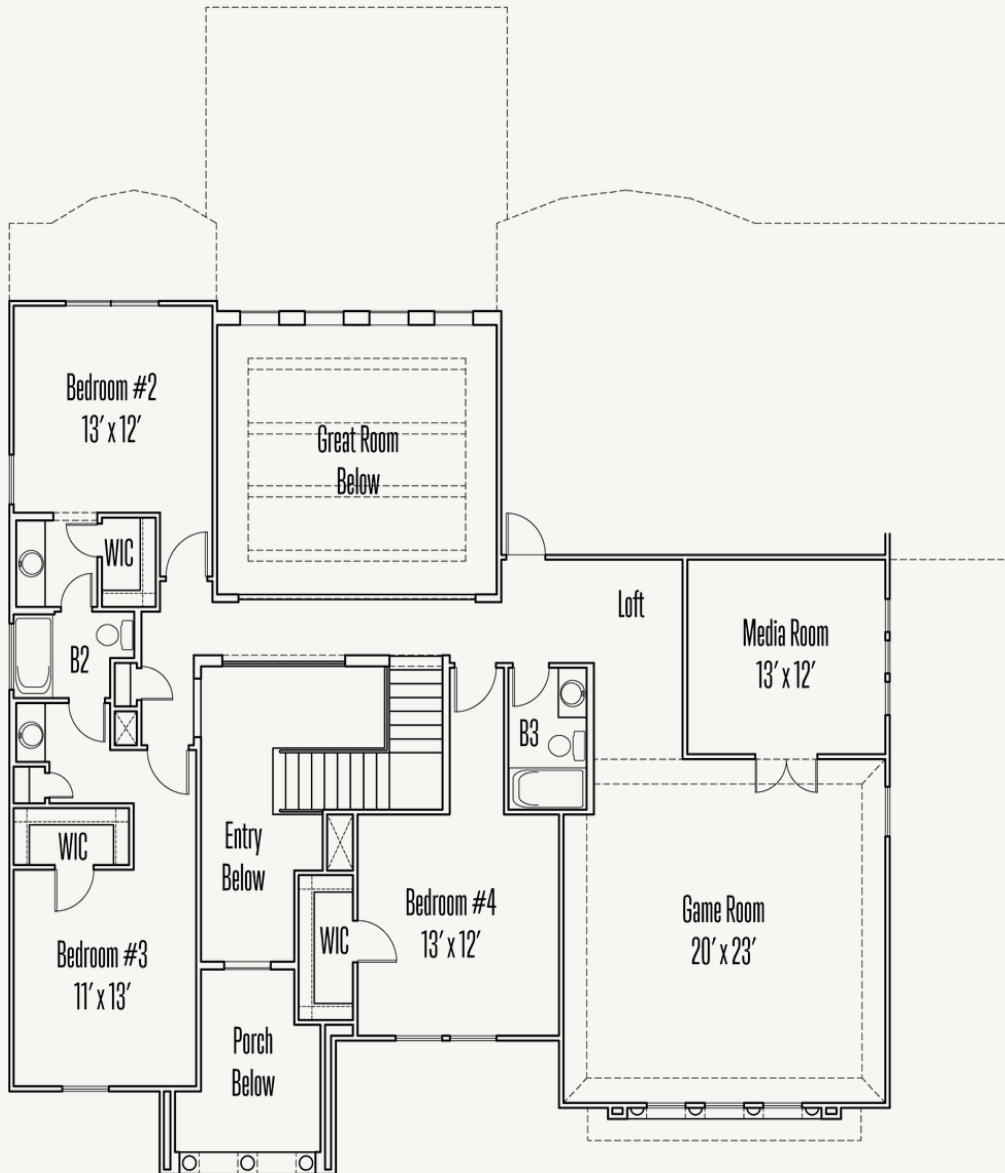 Bedroom #2
13′ x 12′
Great Room
Below
WIC
Loft
Media Room
13′ x 12′
B2
B3
Entry
Below
WIC
Bedroom #4
13′ x 12′
Game Room
20′ x 23′
WIC
Bedroom #3
11′ x 13′
Porch
Below